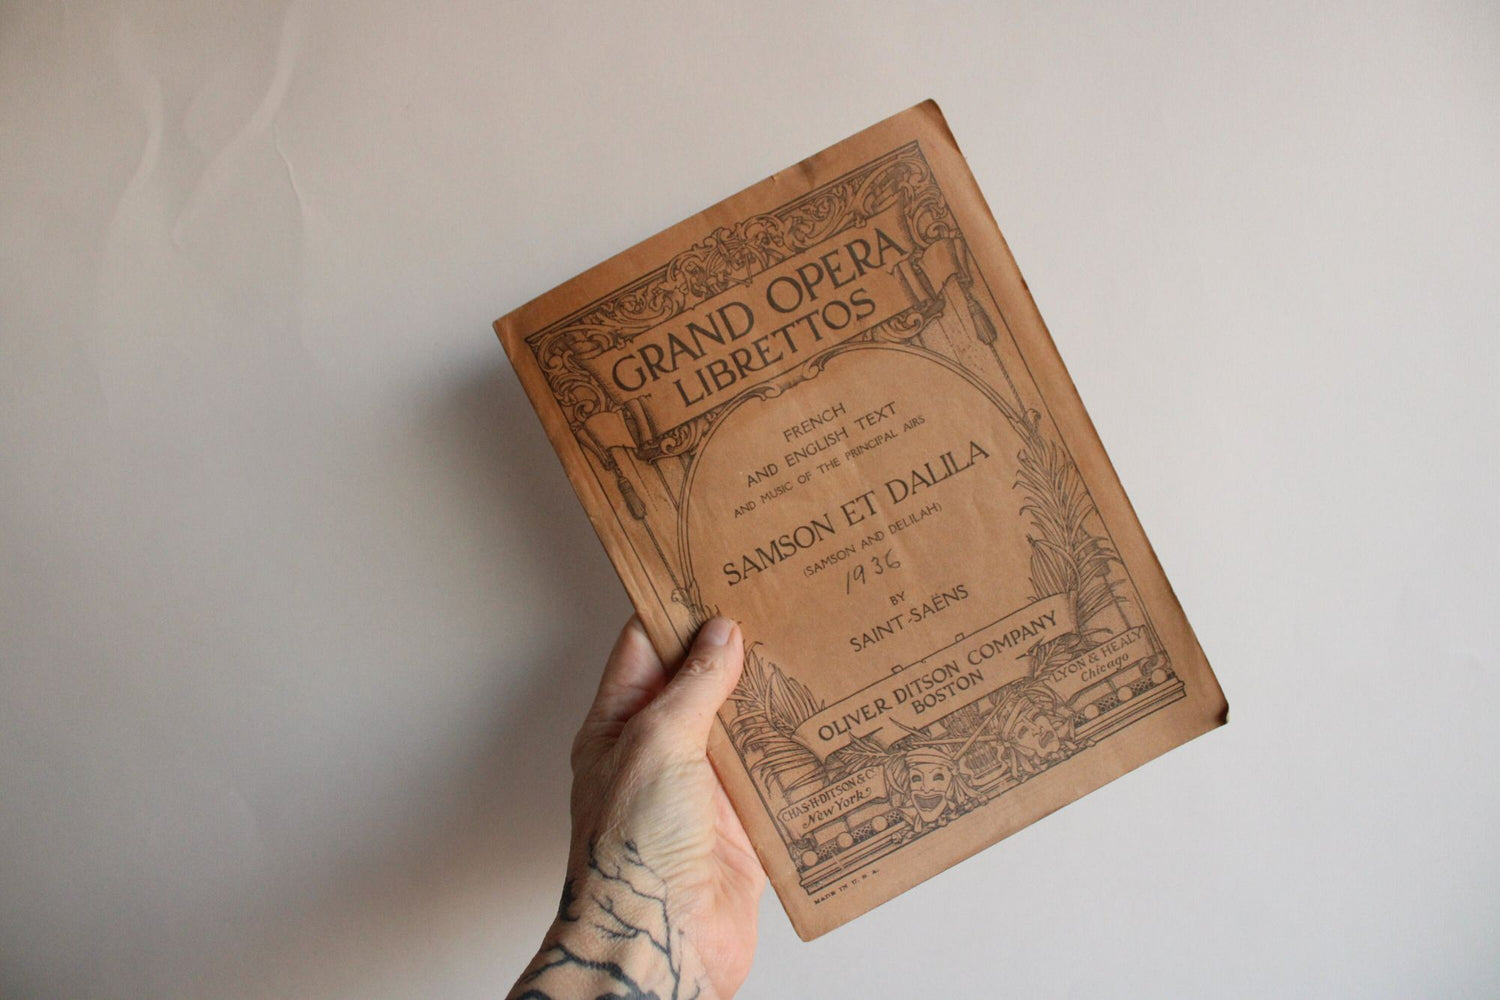 GRAND OPERA
LIBRETTOS
FRENCH
AND ENGLISH TEXT
AND MUSIC OF THE PRINCIPAL AIRS
SAMSON ET DALILA
(SAMSON AND DELILAH)
1936
BY
SAINT-SAËNS
OLIVER DITSON COMPANY
BOSTON
LYON & HEALY
Chicago
CHAS.H.DITSON & Co
New York
MADE IN U. S. A.